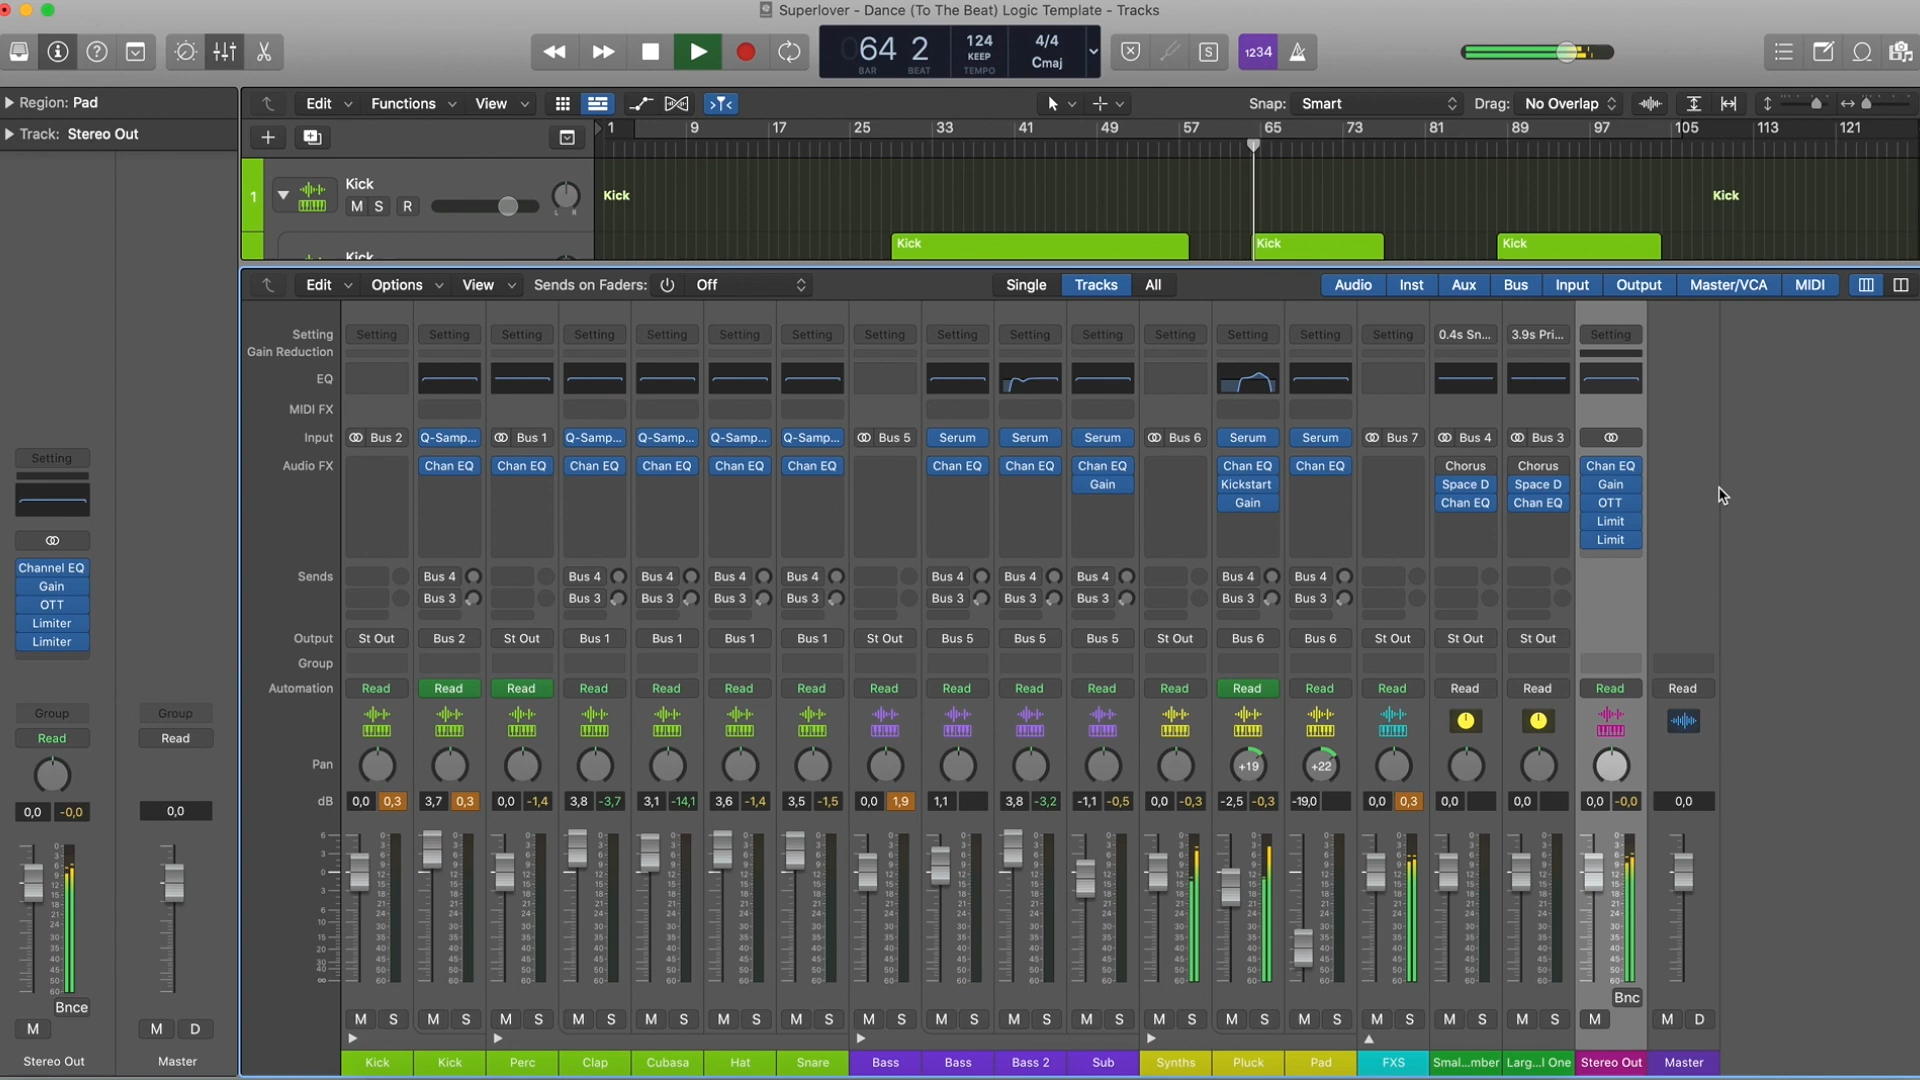 Superlover - Dance (To The Beat) Logic Template - Tracks
64 2 124 KEEP 4/4 Cmaj
BAR BEAT TEMPO
S 1234
Region: Pad
Track: Stereo Out
Edit Functions View Snap: Smart Drag: No Overlap
1 9 17 25 33 41 49 57 65 73 81 89 97 105 113 121
1 Kick
M S R
L R
Kick Kick
Kick
Kick Kick Kick
Edit Options View Sends on Faders: Off Single Tracks All Audio Inst Aux Bus Input Output Master/VCA MIDI
Setting Setting Setting Setting Setting Setting Setting Setting Setting Setting Setting Setting Setting Setting Setting Setting 0.4s Sn... 3.9s Pri... Setting
Gain Reduction
EQ
MIDI FX
Input Bus 2 Q-Samp... Bus 1 Q-Samp... Q-Samp... Q-Samp... Q-Samp... Bus 5 Serum Serum Serum Bus 6 Serum Serum Bus 7 Bus 4 Bus 3
Audio FX Chan EQ Chan EQ Chan EQ Chan EQ Chan EQ Chan EQ Chan EQ Chan EQ Chan EQ Chan EQ Chan EQ Chorus Chorus Chan EQ
Gain Kickstart Space D Space D Gain
Gain Chan EQ Chan EQ OTT
Limit
Limit
Sends Bus 4 Bus 4 Bus 4 Bus 4 Bus 4 Bus 4 Bus 4 Bus 4 Bus 4 Bus 4
Bus 3 Bus 3 Bus 3 Bus 3 Bus 3 Bus 3 Bus 3 Bus 3 Bus 3 Bus 3
Output St Out Bus 2 St Out Bus 1 Bus 1 Bus 1 Bus 1 St Out Bus 5 Bus 5 Bus 5 St Out Bus 6 Bus 6 St Out St Out St Out
Group
Automation Read Read Read Read Read Read Read Read Read Read Read Read Read Read Read Read Read Read Read
Pan +19 +22
dB 0,0 0,3 3,7 0,3 0,0 -1,4 3,8 -3,7 3,1 -14,1 3,6 -1,4 3,5 -1,5 0,0 1,9 1,1 3,8 -3,2 -1,1 -0,5 0,0 -0,3 -2,5 -0,3 -19,0 0,0 0,3 0,0 0,0 0,0 -0,0 0,0
Bnc
M S M S M S M S M S M S M S M S M S M S M S M S M S M S M S M S M S M M D
Kick Kick Perc Clap Cubasa Hat Snare Bass Bass Bass 2 Sub Synths Pluck Pad FXS Smal...mber Larg...l One Stereo Out Master
Setting
Channel EQ
Gain
OTT
Limiter
Limiter
Group Group
Read Read
0,0 -0,0 0,0
Bnce
M M D
Stereo Out Master